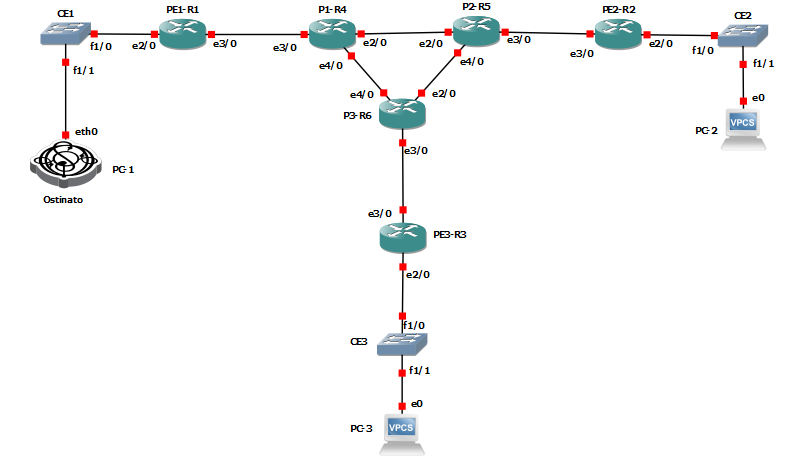 CE1
PE1-R1
P1-R4
P2-R5
PE2-R2
CE2
f1/0
e2/0
e3/0
e3/0
e2/0
e2/0
e3/0
e3/0
e2/0
f1/0
f1/1
e4/0
e4/0
f1/1
e4/0
e2/0
e0
P3-R6
VPCS
PC-2
eth0
e3/0
PC-1
Ostinato
e3/0
PE3-R3
e2/0
f1/0
CE3
f1/1
e0
PC-3
VPCS